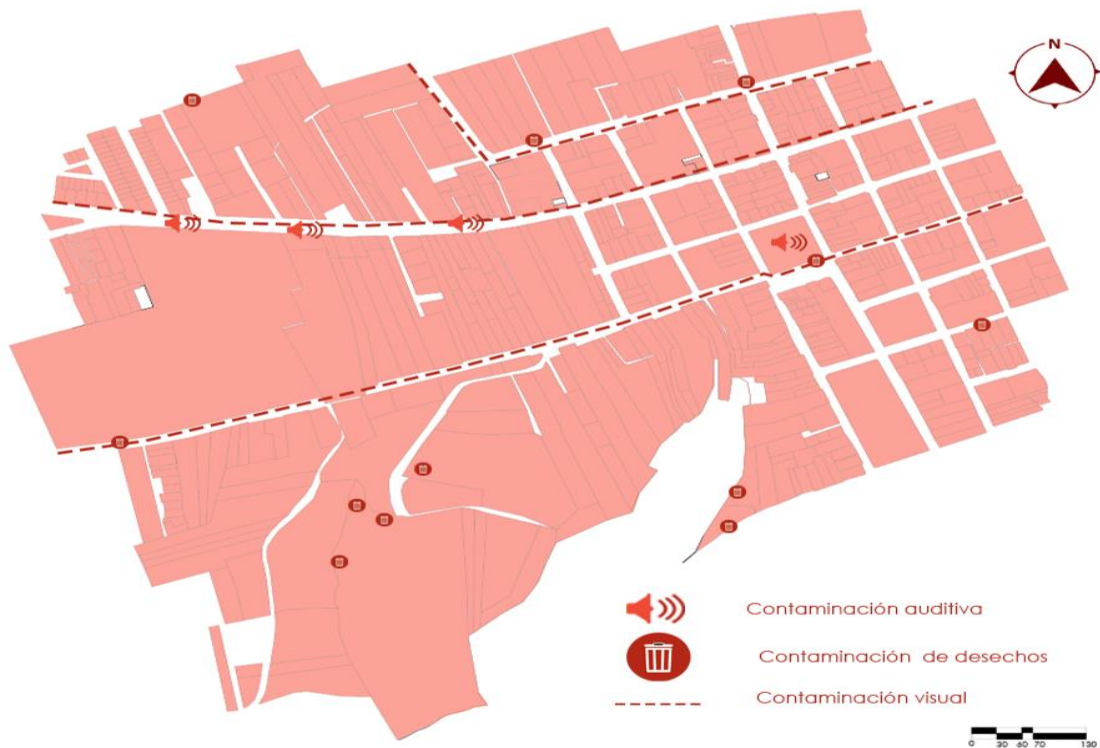 N
Contaminación auditiva
Contaminación de desechos
Contaminación visual
0 30 60 70 130